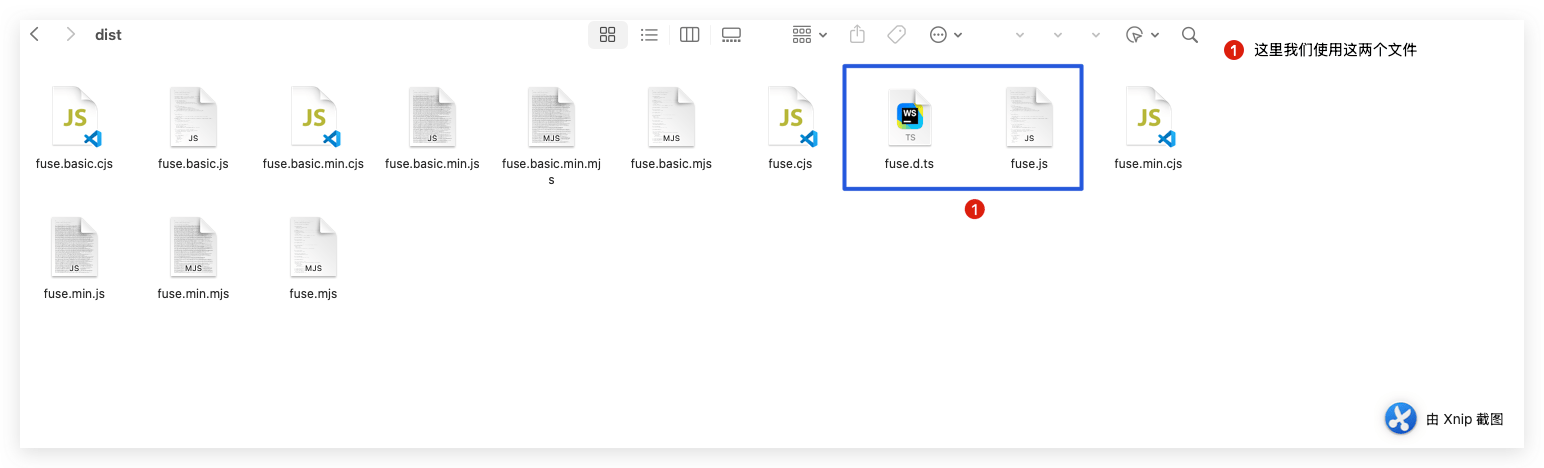 dist
1 这里我们使用这两个文件
JS JS JS JS MJS MJS JS WS TS JS JS
fuse.basic.cjs fuse.basic.js fuse.basic.min.cjs fuse.basic.min.js fuse.basic.min.mj fuse.basic.mjs fuse.cjs fuse.d.ts fuse.js fuse.min.cjs
s
1
JS MJS MJS
fuse.min.js fuse.min.mjs fuse.mjs
由 Xnip 截图